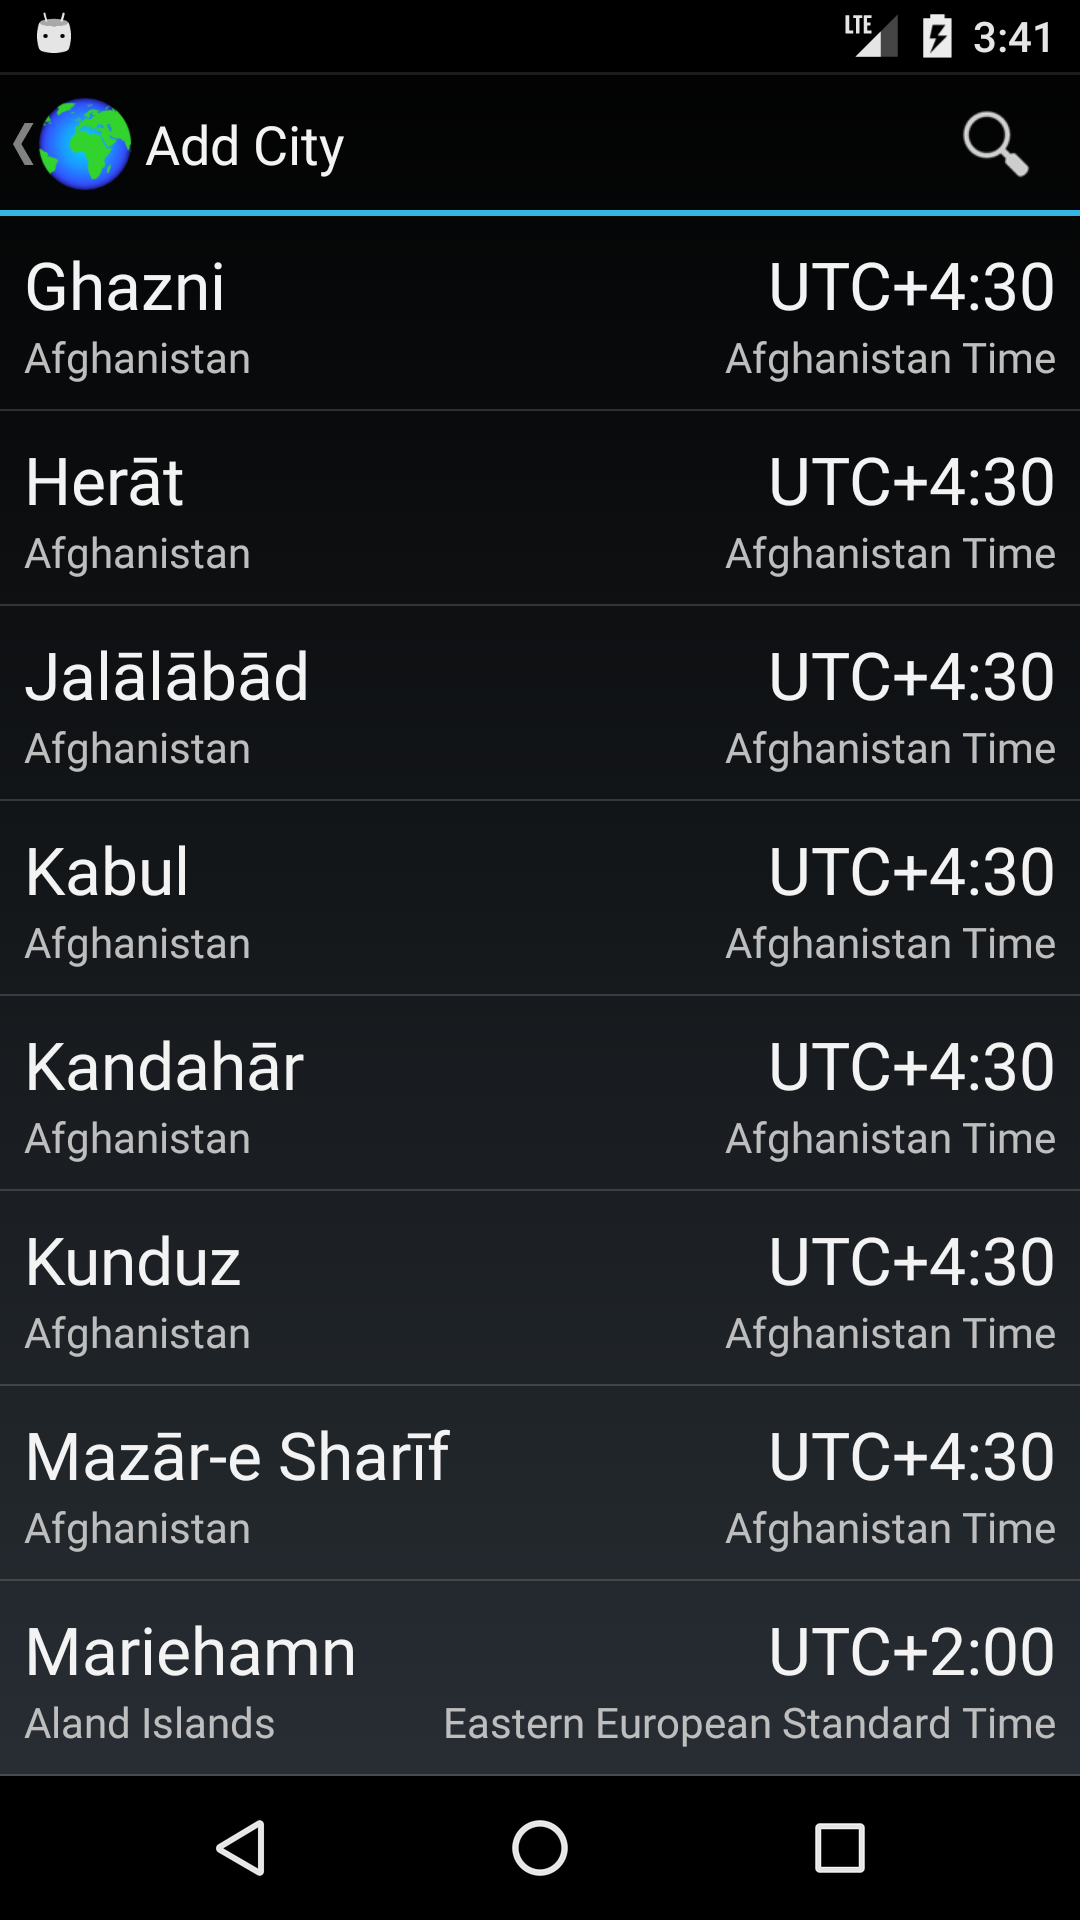 LTE 3:41
Add City
Ghazni UTC+4:30
Afghanistan Afghanistan Time
Herāt UTC+4:30
Afghanistan Afghanistan Time
Jalālābād UTC+4:30
Afghanistan Afghanistan Time
Kabul UTC+4:30
Afghanistan Afghanistan Time
Kandahār UTC+4:30
Afghanistan Afghanistan Time
Kunduz UTC+4:30
Afghanistan Afghanistan Time
Mazār-e Sharīf UTC+4:30
Afghanistan Afghanistan Time
Mariehamn UTC+2:00
Aland Islands Eastern European Standard Time